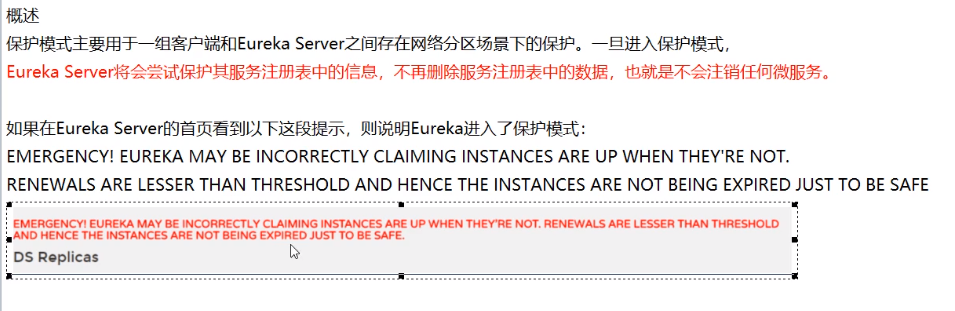 概述
保护模式主要用于一组客户端和Eureka Server之间存在网络分区场景下的保护。一旦进入保护模式，
Eureka Server将会尝试保护其服务注册表中的信息，不再删除服务注册表中的数据，也就是不会注销任何微服务。
如果在Eureka Server的首页看到以下这段提示，则说明Eureka进入了保护模式：
EMERGENCY! EUREKA MAY BE INCORRECTLY CLAIMING INSTANCES ARE UP WHEN THEY'RE NOT.
RENEWALS ARE LESSER THAN THRESHOLD AND HENCE THE INSTANCES ARE NOT BEING EXPIRED JUST TO BE SAFE
EMERGENCY! EUREKA MAY BE INCORRECTLY CLAIMING INSTANCES ARE UP WHEN THEY'RE NOT. RENEWALS ARE LESSER THAN THRESHOLD
AND HENCE THE INSTANCES ARE NOT BEING EXPIRED JUST TO BE SAFE.
DS Replicas